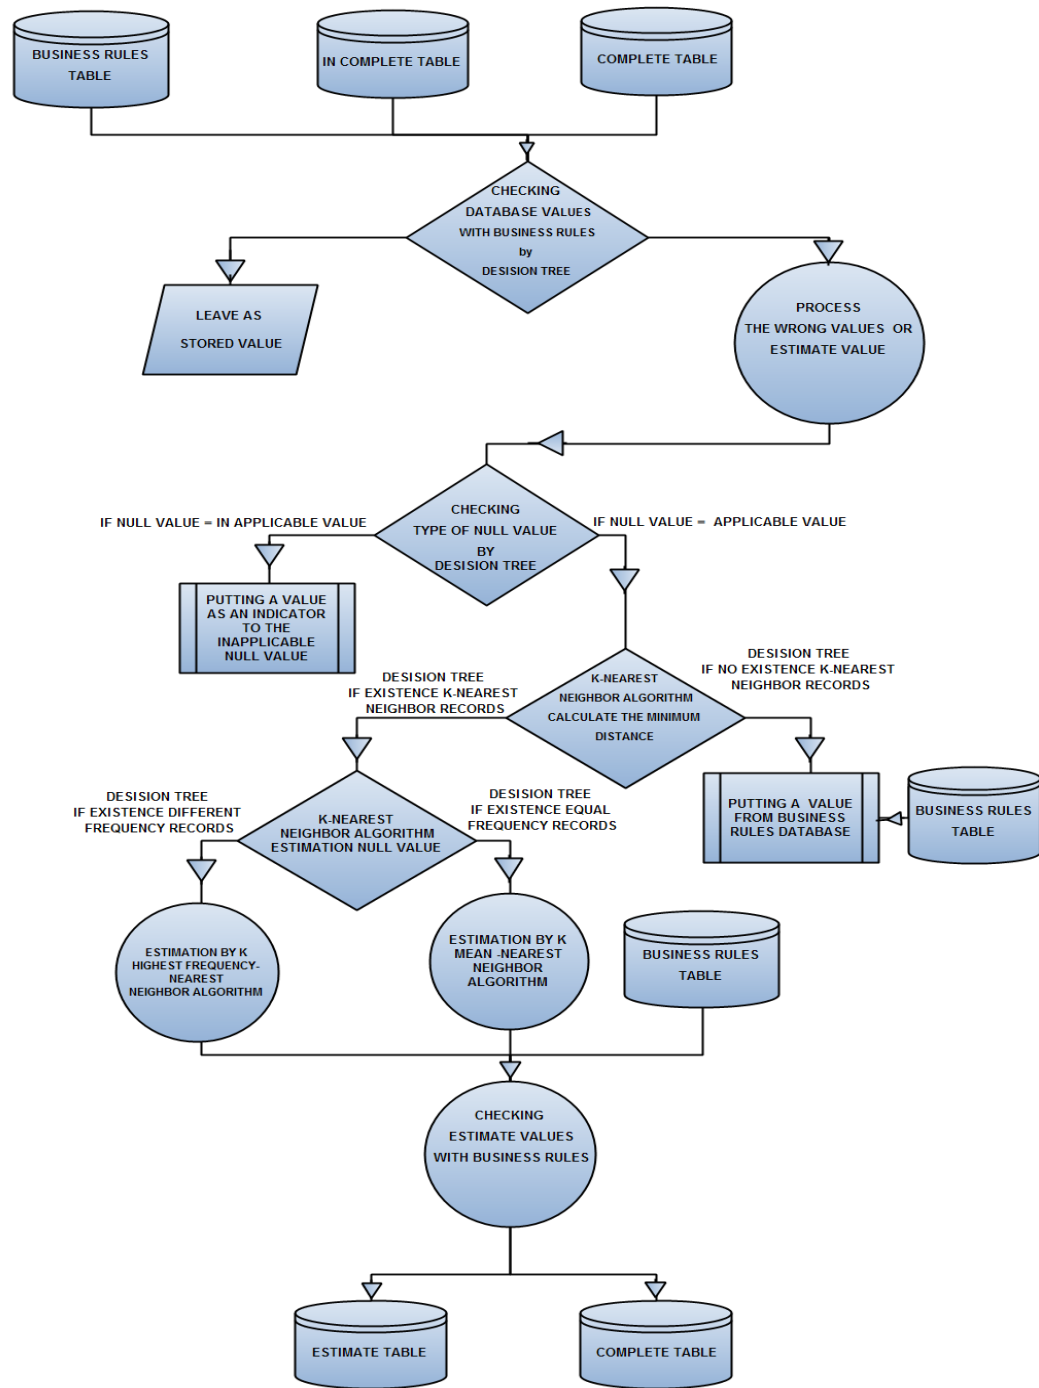 BUSINESS RULES
TABLE
IN COMPLETE TABLE
COMPLETE TABLE
CHECKING
DATABASE VALUES
WITH BUSINESS RULES
by
DESISION TREE
LEAVE AS
STORED VALUE
PROCESS
THE WRONG VALUES OR
ESTIMATE VALUE
CHECKING
TYPE OF NULL VALUE
BY
DESISION TREE
IF NULL VALUE = IN APPLICABLE VALUE
IF NULL VALUE = APPLICABLE VALUE
PUTTING A VALUE
AS AN INDICATOR
TO THE
INAPPLICABLE
NULL VALUE
K-NEAREST
NEIGHBOR ALGORITHM
CALCULATE THE MINIMUM
DISTANCE
DESISION TREE
IF EXISTENCE K-NEAREST
NEIGHBOR RECORDS
DESISION TREE
IF NO EXISTENCE K-NEAREST
NEIGHBOR RECORDS
PUTTING A VALUE
FROM BUSINESS
RULES DATABASE
BUSINESS RULES
TABLE
K-NEAREST
NEIGHBOR ALGORITHM
ESTIMATION NULL VALUE
DESISION TREE
IF EXISTENCE DIFFERENT
FREQUENCY RECORDS
DESISION TREE
IF EXISTENCE EQUAL
FREQUENCY RECORDS
ESTIMATION BY K
HIGHEST FREQUENCY-
NEAREST
NEIGHBOR ALGORITHM
ESTIMATION BY K
MEAN -NEAREST
NEIGHBOR
ALGORITHM
BUSINESS RULES
TABLE
CHECKING
ESTIMATE VALUES
WITH BUSINESS RULES
ESTIMATE TABLE
COMPLETE TABLE